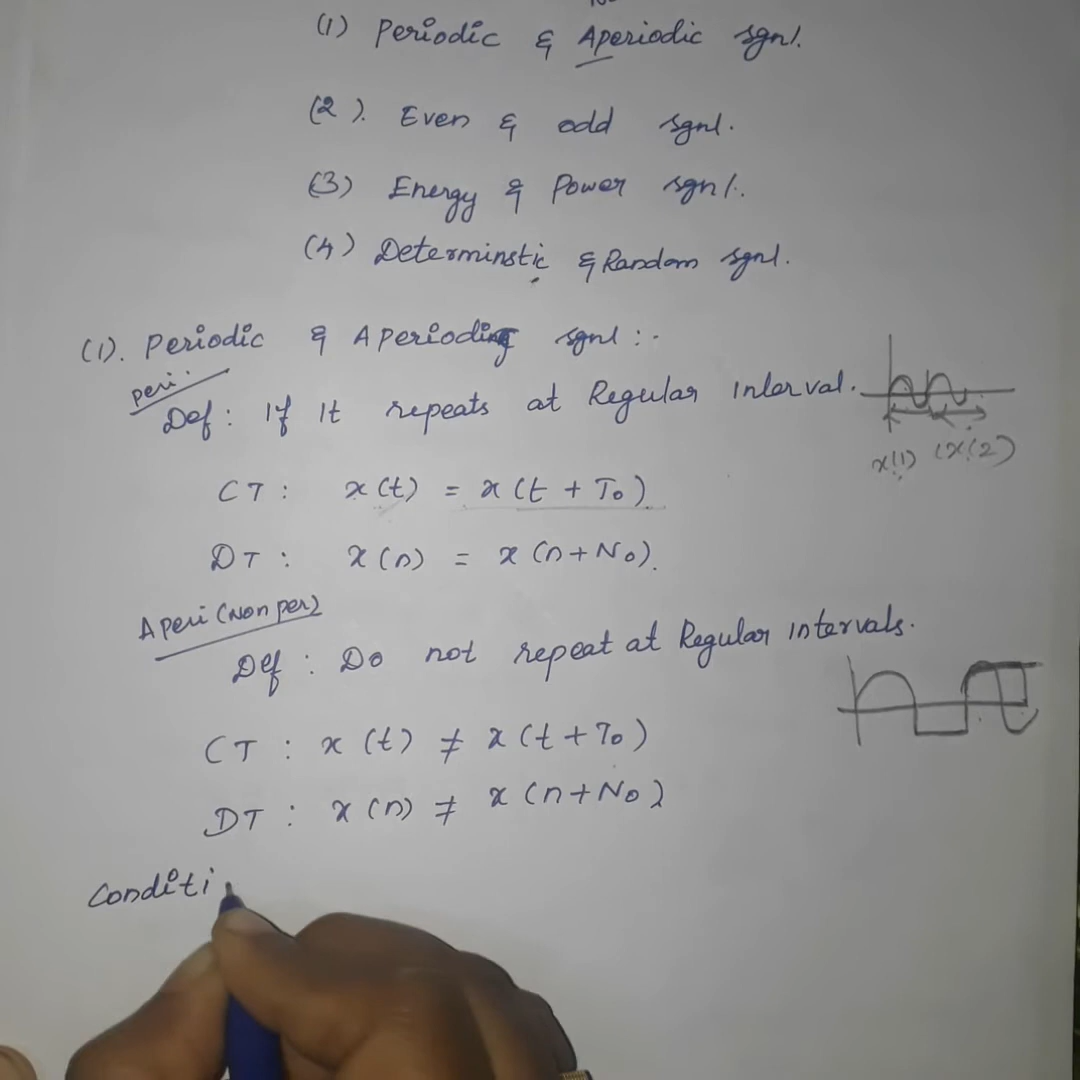 (1) Periodic & Aperiodic sgnl.
(2). Even & odd sgnl.
(3) Energy & Power sgnl.
(4) Determinstic & Random sgnl.
(1). Periodic & Aperiodic sgnl :-
peri.
Def : If It repeats at Regular Interval.
x(1) (x(2)
CT : x(t) = x(t + T₀)
DT : x(n) = x(n+N₀).
Aperi (Non per)
Def : Do not repeat at Regular intervals.
CT : x(t) ≠ x(t+T₀)
DT : x(n) ≠ x(n+N₀)
Conditi